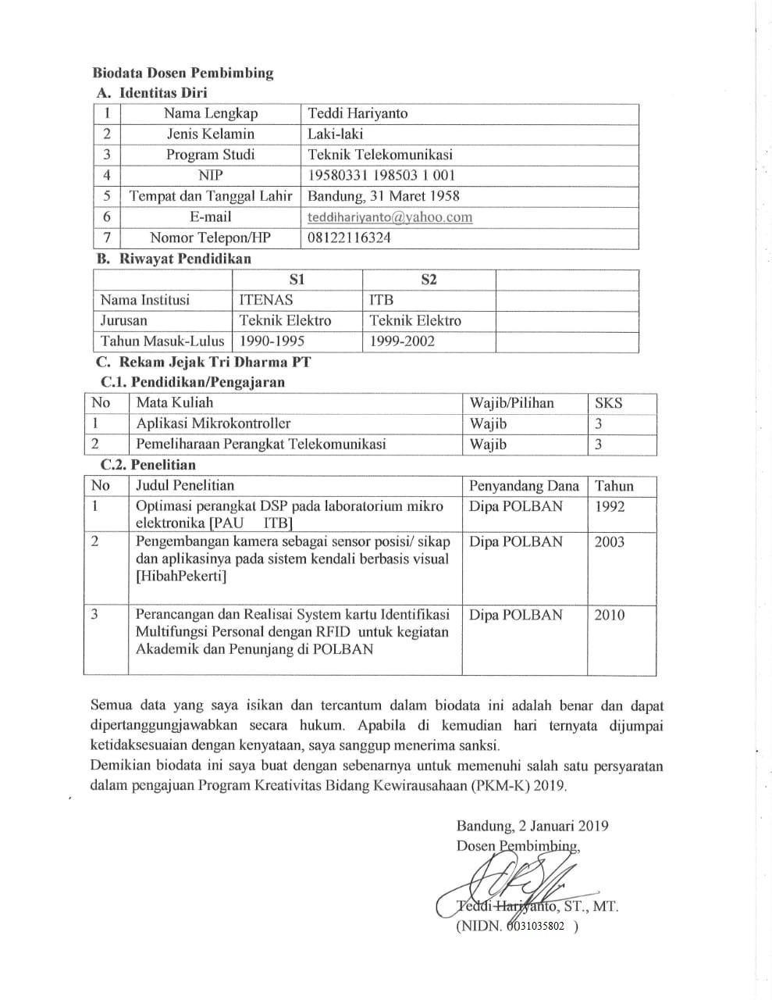 Biodata Dosen Pembimbing
A. Identitas Diri
1 Nama Lengkap Teddi Hariyanto
2 Jenis Kelamin Laki-laki
3 Program Studi Teknik Telekomunikasi
4 NIP 19580331 198503 1 001
5 Tempat dan Tanggal Lahir Bandung, 31 Maret 1958
6 E-mail teddihariyanto@yahoo.com
7 Nomor Telepon/HP 08122116324
B. Riwayat Pendidikan
S1 S2
Nama Institusi ITENAS ITB
Jurusan Teknik Elektro Teknik Elektro
Tahun Masuk-Lulus 1990-1995 1999-2002
C. Rekam Jejak Tri Dharma PT
C.1. Pendidikan/Pengajaran
No Mata Kuliah Wajib/Pilihan SKS
1 Aplikasi Mikrokontroller Wajib 3
2 Pemeliharaan Perangkat Telekomunikasi Wajib 3
C.2. Penelitian
No Judul Penelitian Penyandang Dana Tahun
1 Optimasi perangkat DSP pada laboratorium mikro Dipa POLBAN 1992
elektronika [PAU ITB]
2 Pengembangan kamera sebagai sensor posisi/ sikap Dipa POLBAN 2003
dan aplikasinya pada sistem kendali berbasis visual
[HibahPekerti]
3 Perancangan dan Realisai System kartu Identifikasi Dipa POLBAN 2010
Multifungsi Personal dengan RFID untuk kegiatan
Akademik dan Penunjang di POLBAN
Semua data yang saya isikan dan tercantum dalam biodata ini adalah benar dan dapat
dipertanggungjawabkan secara hukum. Apabila di kemudian hari ternyata dijumpai
ketidaksesuaian dengan kenyataan, saya sanggup menerima sanksi.
Demikian biodata ini saya buat dengan sebenarnya untuk memenuhi salah satu persyaratan
dalam pengajuan Program Kreativitas Bidang Kewirausahaan (PKM-K) 2019.
Bandung, 2 Januari 2019
Dosen Pembimbing,
Teddi Hariyanto, ST., MT.
(NIDN. 0031035802 )